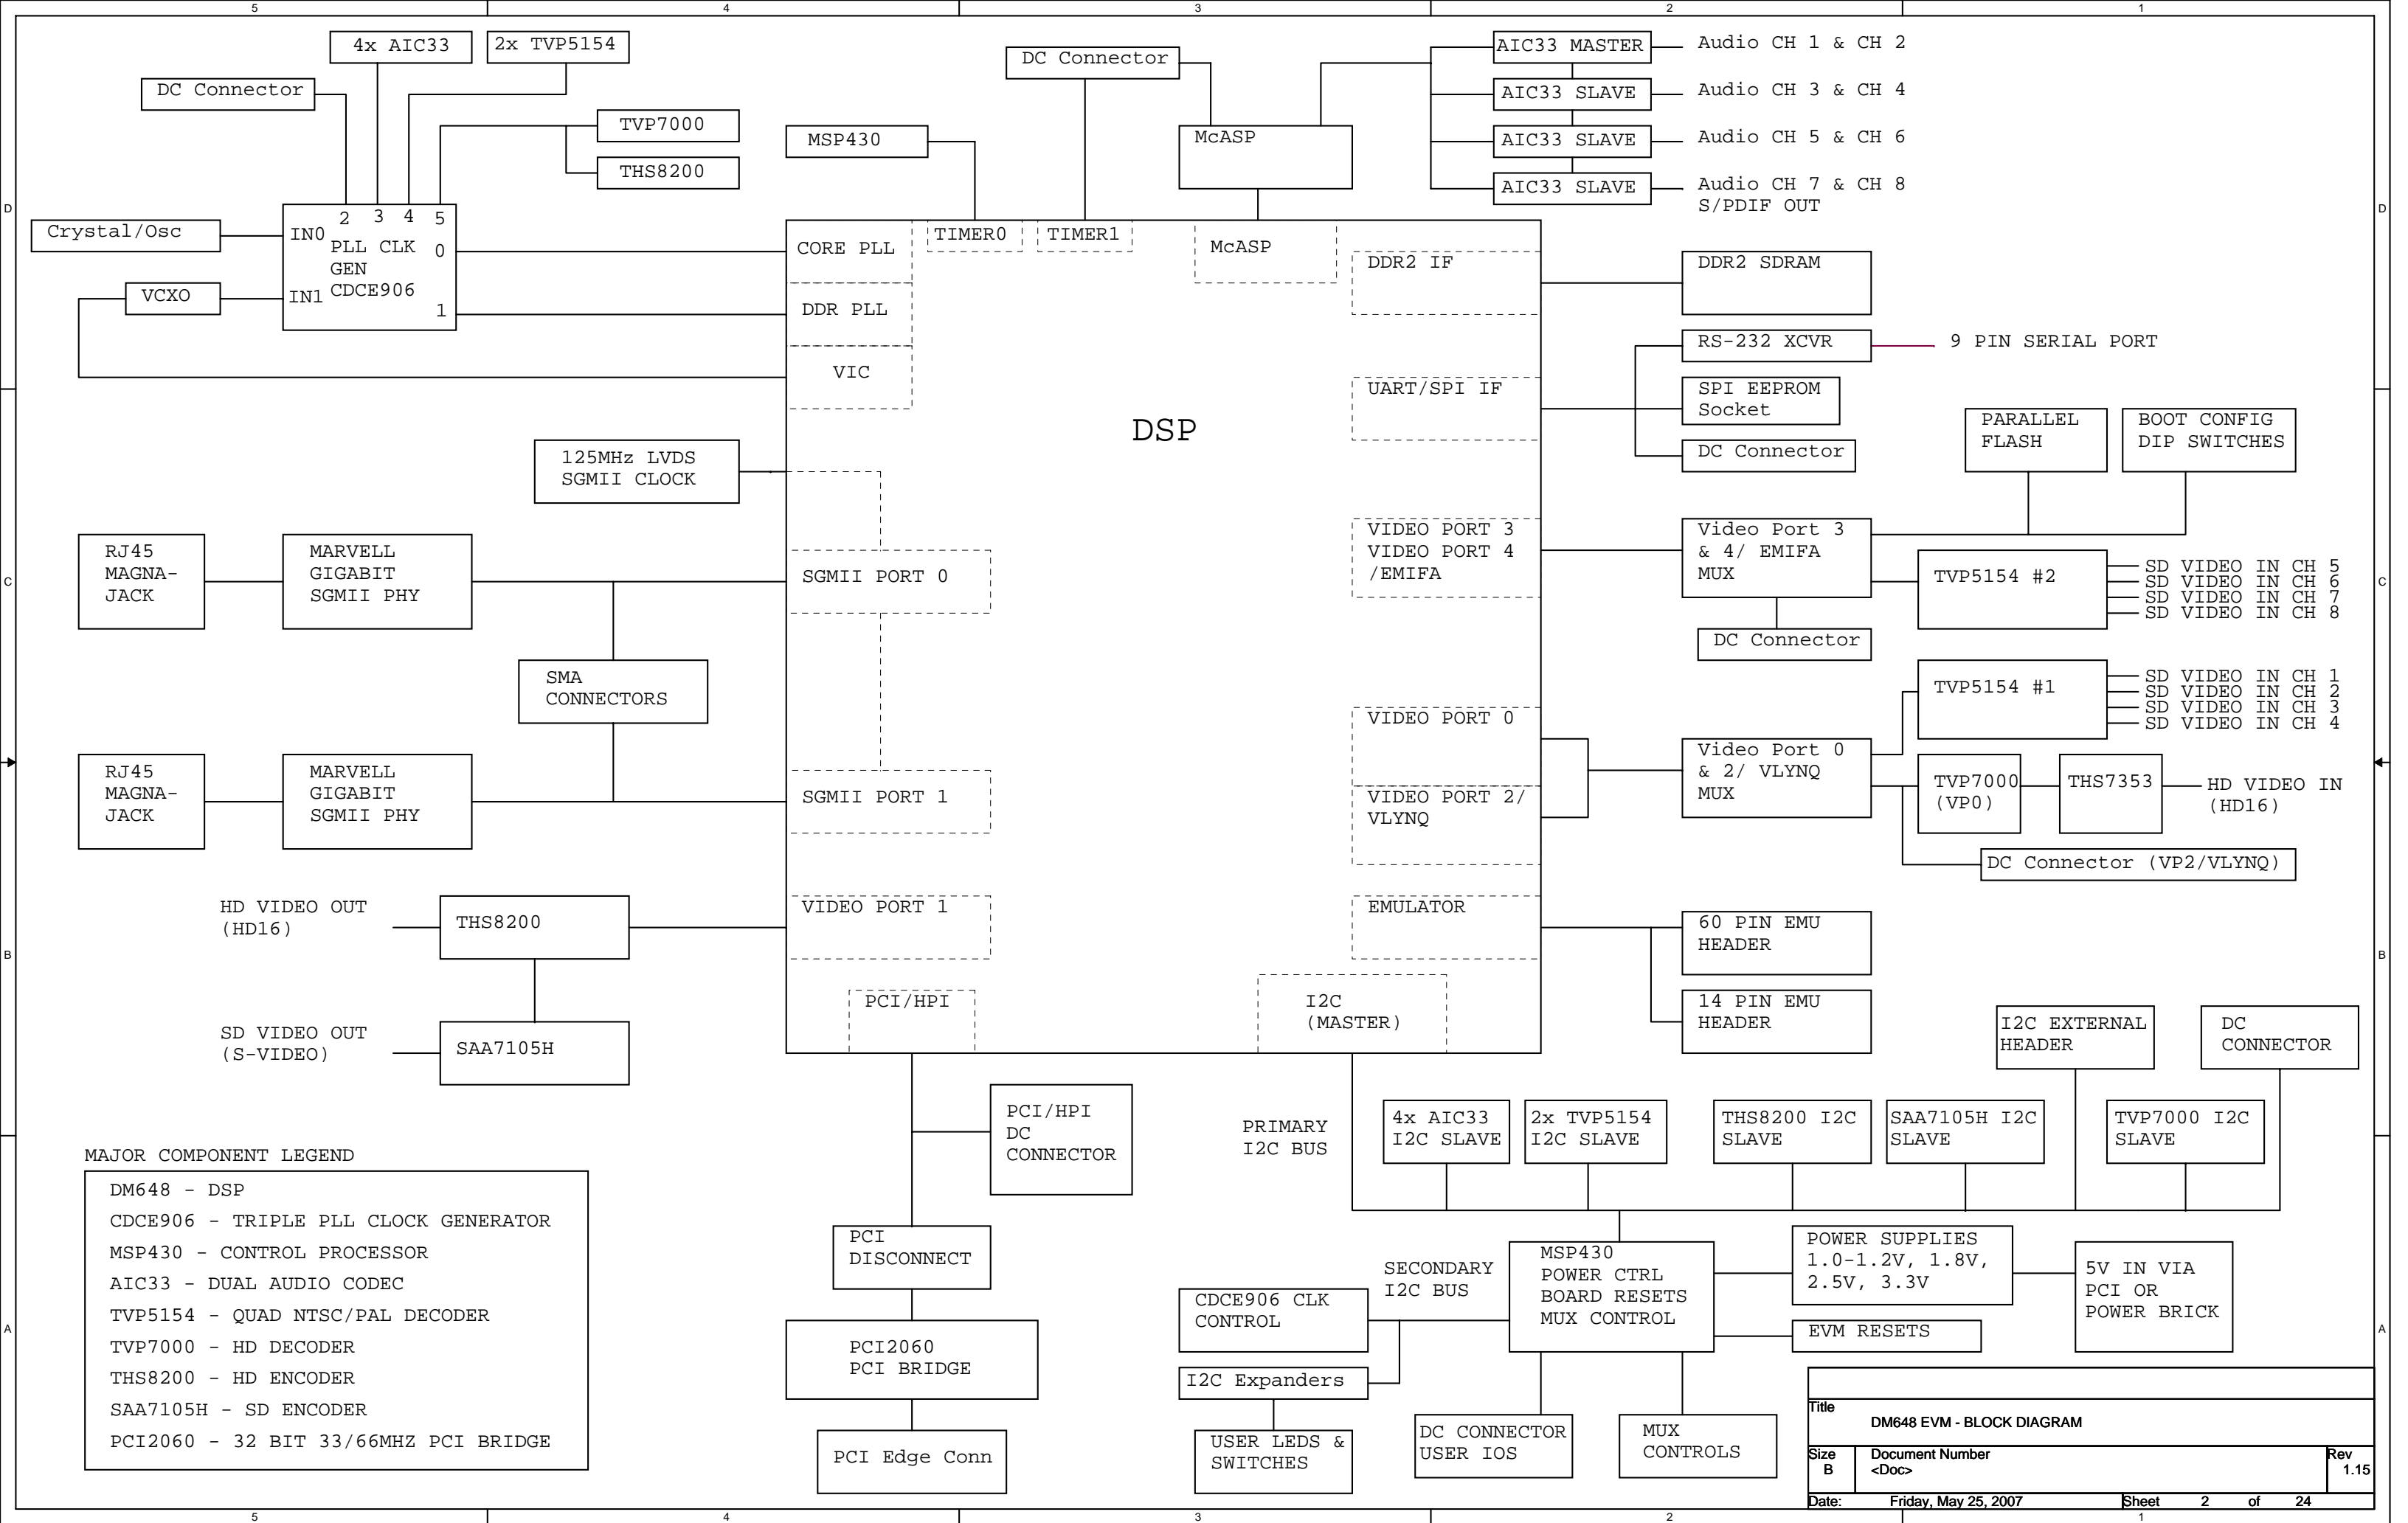 5 4 3 2 1
4x AIC33
2x TVP5154
DC Connector
TVP7000
THS8200
Crystal/Osc
VCXO
2 3 4 5
IN0
PLL CLK
GEN
CDCE906
IN1
0
1
MSP430
DC Connector
McASP
AIC33 MASTER
Audio CH 1 & CH 2
AIC33 SLAVE
Audio CH 3 & CH 4
AIC33 SLAVE
Audio CH 5 & CH 6
AIC33 SLAVE
Audio CH 7 & CH 8
S/PDIF OUT
D
D
CORE PLL
TIMER0
TIMER1
McASP
DDR2 IF
DDR PLL
VIC
UART/SPI IF
DSP
DDR2 SDRAM
RS-232 XCVR
9 PIN SERIAL PORT
SPI EEPROM
Socket
DC Connector
PARALLEL
FLASH
BOOT CONFIG
DIP SWITCHES
125MHz LVDS
SGMII CLOCK
RJ45
MAGNA-
JACK
MARVELL
GIGABIT
SGMII PHY
SGMII PORT 0
VIDEO PORT 3
VIDEO PORT 4
/EMIFA
Video Port 3
& 4/ EMIFA
MUX
TVP5154 #2
SD VIDEO IN CH 5
SD VIDEO IN CH 6
SD VIDEO IN CH 7
SD VIDEO IN CH 8
C
C
DC Connector
SMA
CONNECTORS
TVP5154 #1
SD VIDEO IN CH 1
SD VIDEO IN CH 2
SD VIDEO IN CH 3
SD VIDEO IN CH 4
RJ45
MAGNA-
JACK
MARVELL
GIGABIT
SGMII PHY
SGMII PORT 1
VIDEO PORT 0
VIDEO PORT 2/
VLYNQ
Video Port 0
& 2/ VLYNQ
MUX
TVP7000
(VP0)
THS7353
HD VIDEO IN
(HD16)
DC Connector (VP2/VLYNQ)
HD VIDEO OUT
(HD16)
THS8200
VIDEO PORT 1
EMULATOR
60 PIN EMU
HEADER
B
B
SD VIDEO OUT
(S-VIDEO)
SAA7105H
PCI/HPI
I2C
(MASTER)
14 PIN EMU
HEADER
I2C EXTERNAL
HEADER
DC
CONNECTOR
PCI/HPI
DC
CONNECTOR
PRIMARY
I2C BUS
4x AIC33
I2C SLAVE
2x TVP5154
I2C SLAVE
THS8200 I2C
SLAVE
SAA7105H I2C
SLAVE
TVP7000 I2C
SLAVE
MAJOR COMPONENT LEGEND
DM648 - DSP
CDCE906 - TRIPLE PLL CLOCK GENERATOR
MSP430 - CONTROL PROCESSOR
AIC33 - DUAL AUDIO CODEC
TVP5154 - QUAD NTSC/PAL DECODER
TVP7000 - HD DECODER
THS8200 - HD ENCODER
SAA7105H - SD ENCODER
PCI2060 - 32 BIT 33/66MHZ PCI BRIDGE
PCI
DISCONNECT
PCI2060
PCI BRIDGE
PCI Edge Conn
SECONDARY
I2C BUS
CDCE906 CLK
CONTROL
I2C Expanders
USER LEDS &
SWITCHES
MSP430
POWER CTRL
BOARD RESETS
MUX CONTROL
POWER SUPPLIES
1.0-1.2V, 1.8V,
2.5V, 3.3V
5V IN VIA
PCI OR
POWER BRICK
EVM RESETS
DC CONNECTOR
USER IOS
MUX
CONTROLS
A
A
Title
DM648 EVM - BLOCK DIAGRAM
Size
B
Document Number
<Doc>
Rev
1.15
Date: Friday, May 25, 2007 Sheet 2 of 24
5 4 3 2 1